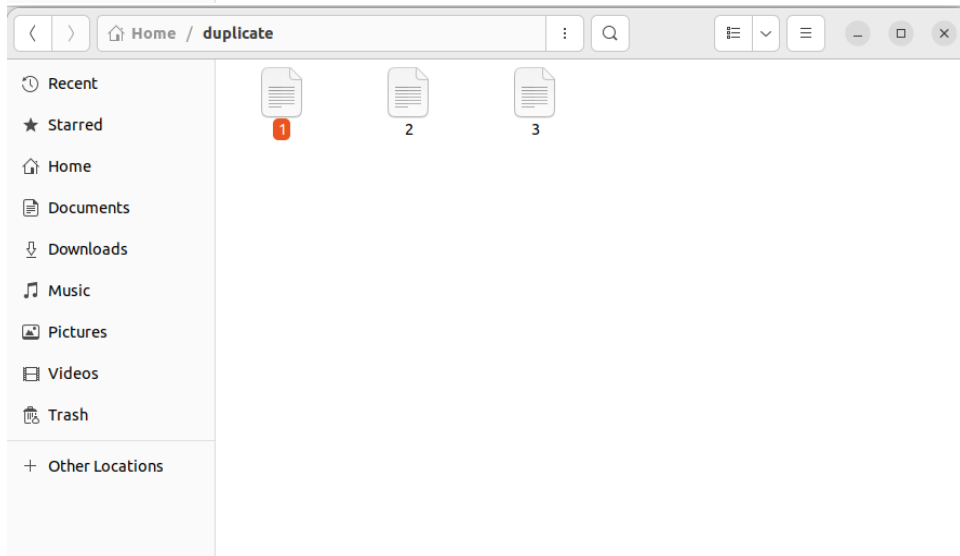 Home / duplicate
Recent
Starred
Home
Documents
Downloads
Music
Pictures
Videos
Trash
+ Other Locations
1
2
3